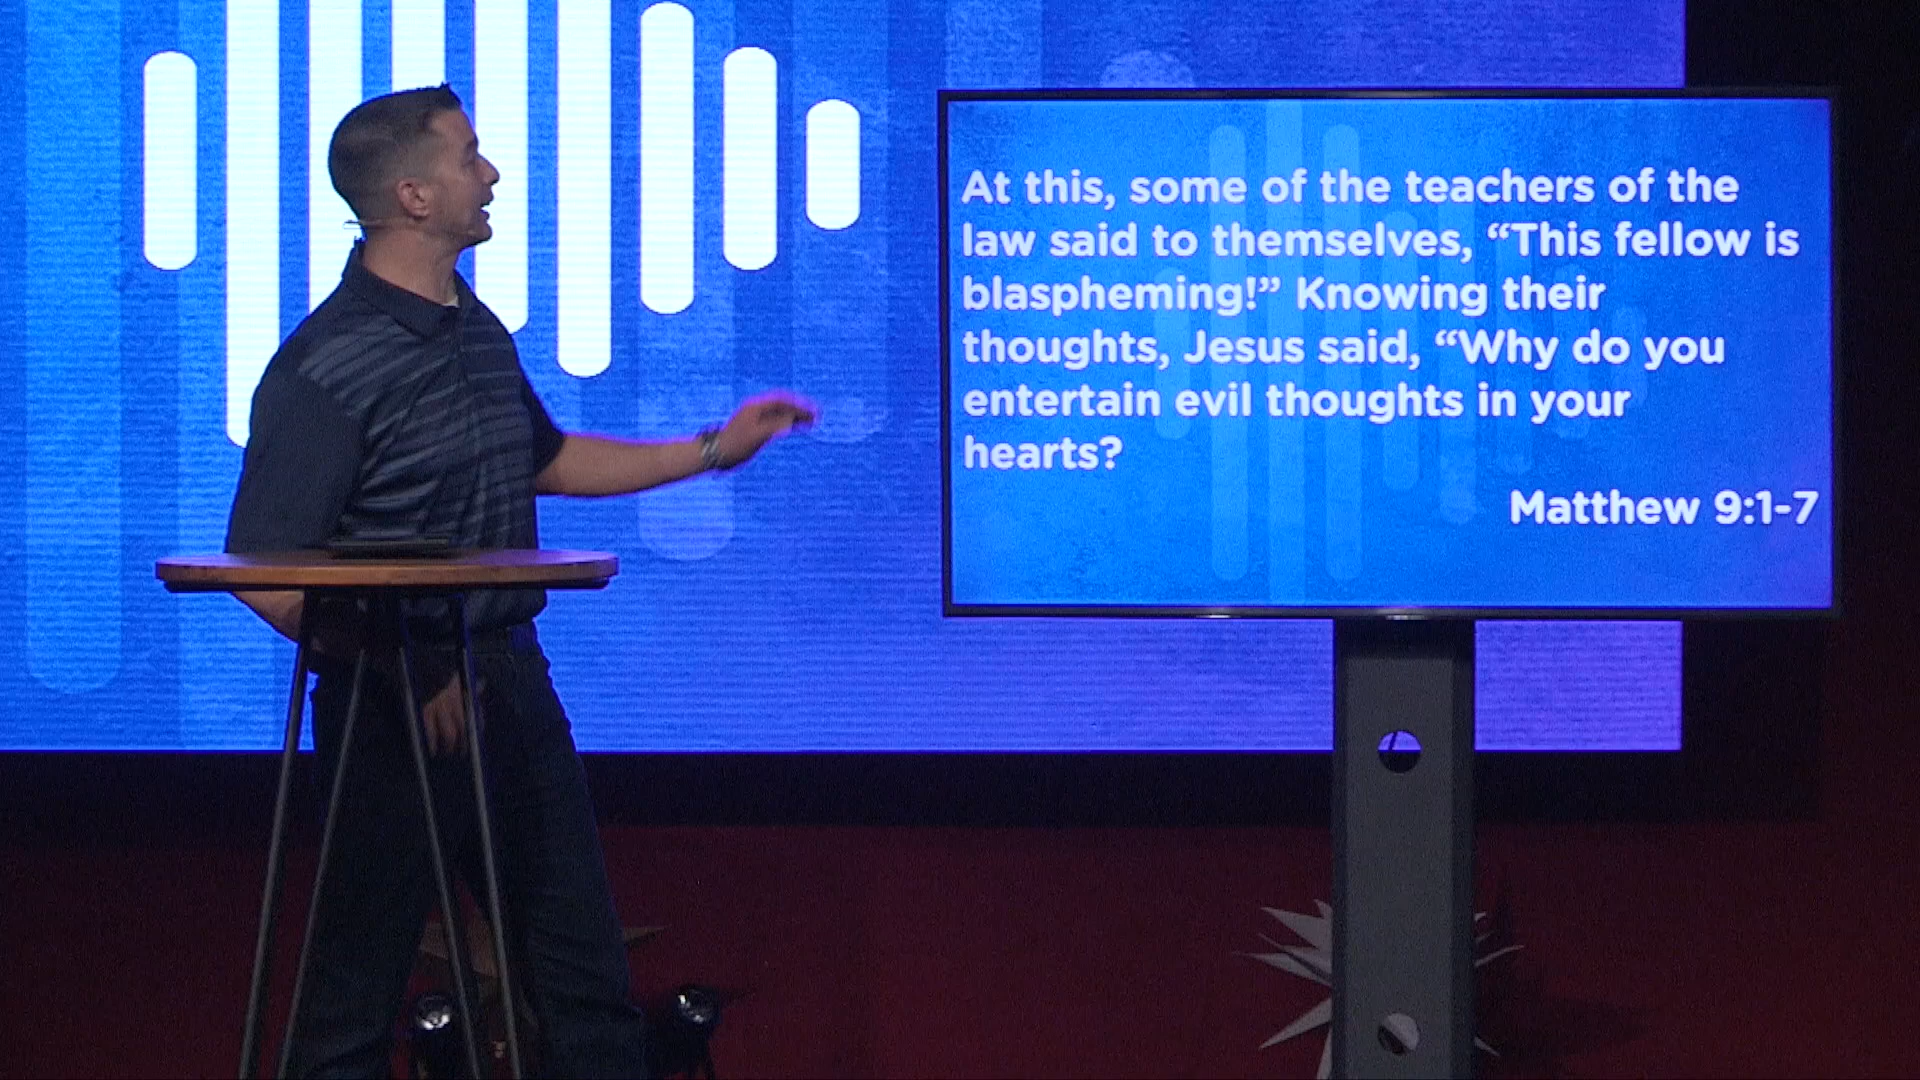 At this, some of the teachers of the
law said to themselves, “This fellow is
blaspheming!” Knowing their
thoughts, Jesus said, “Why do you
entertain evil thoughts in your
hearts?
Matthew 9:1-7